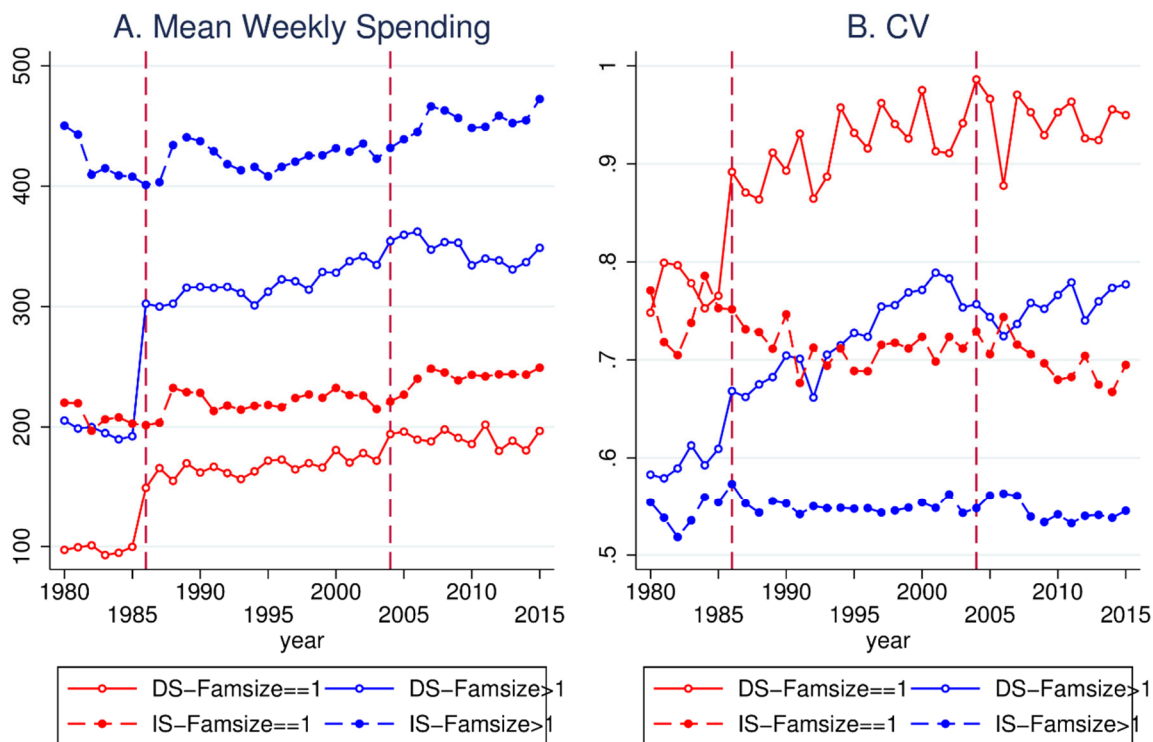 A. Mean Weekly Spending
500
400
300
200
100
1980 1990 2000 2010
1985 1995 2005 2015
year
DS-Famsize==1 DS-Famsize>1
IS-Famsize==1 IS-Famsize>1
B. CV
1
.9
.8
.7
.6
.5
1980 1990 2000 2010
1985 1995 2005 2015
year
DS-Famsize==1 DS-Famsize>1
IS-Famsize==1 IS-Famsize>1